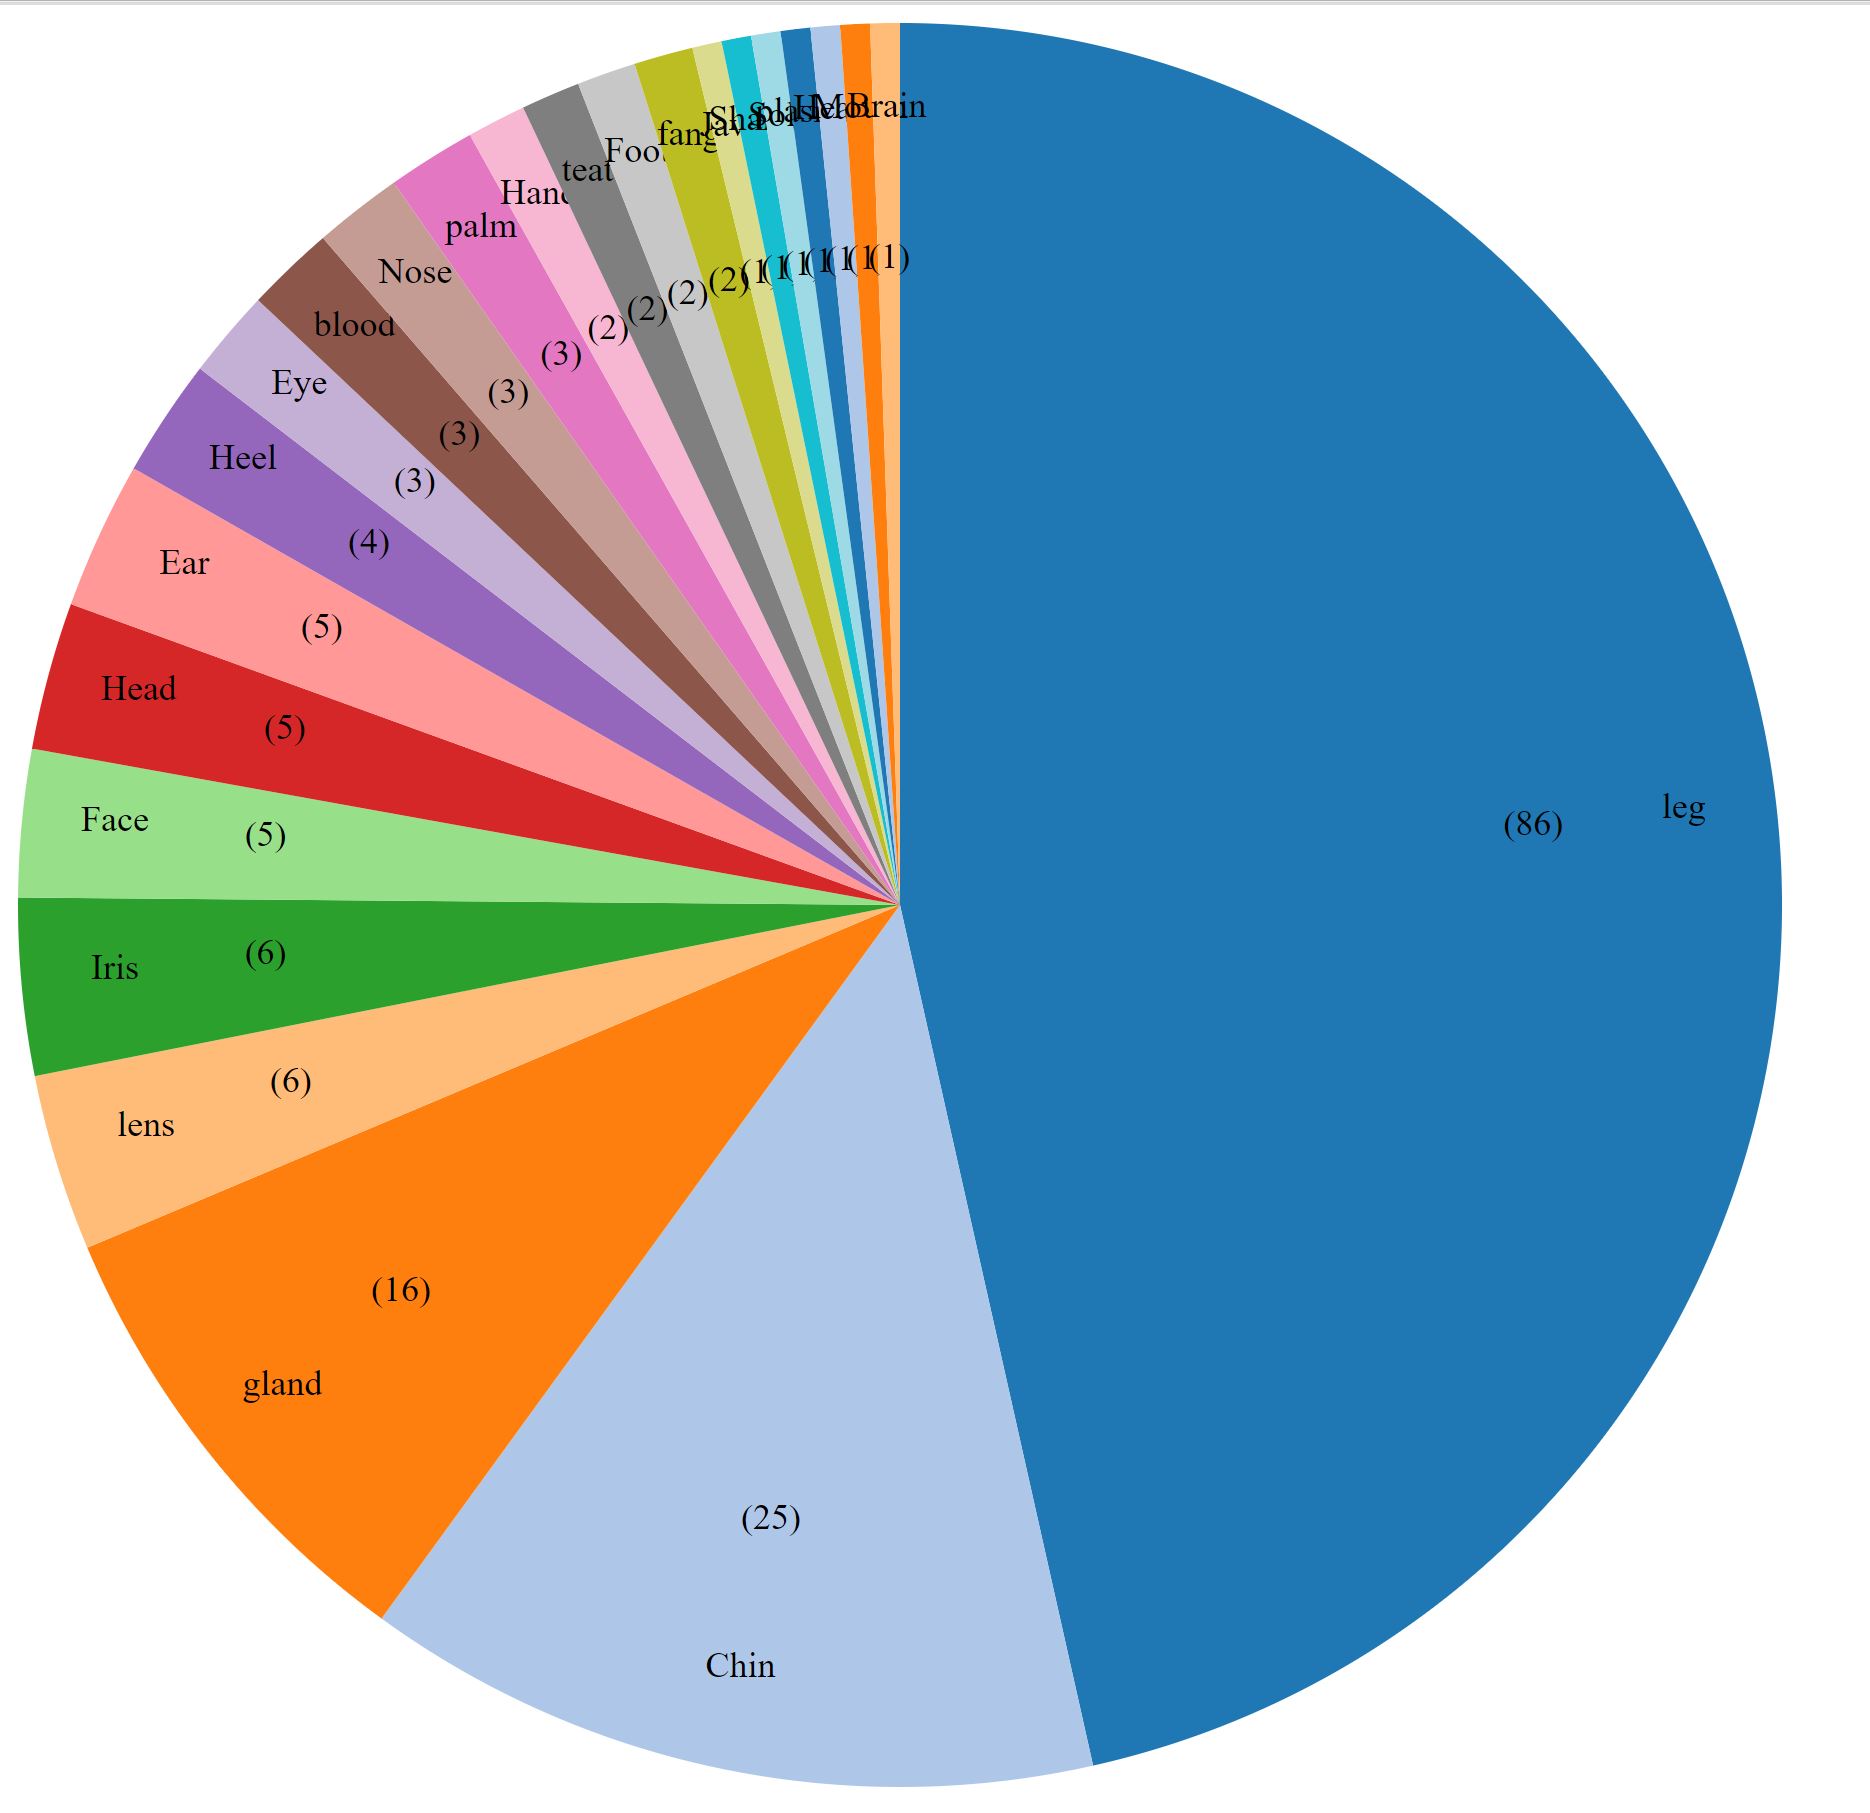 leg
(86)
Chin
(25)
gland
(16)
lens
(6)
Iris
(6)
Face
(5)
Head
(5)
Ear
(5)
Heel
(4)
Eye
(3)
blood
(3)
Nose
(3)
palm
(3)
(2)
teat
(2)
(2)
fang
(2)
Brain
(1)